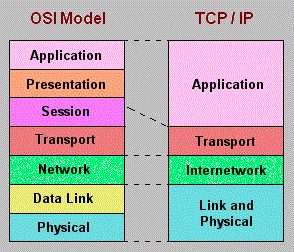 OSI Model
TCP / IP
Application
Presentation
Session
Transport
Network
Data Link
Physical
Application
Transport
Internetwork
Link and
Physical